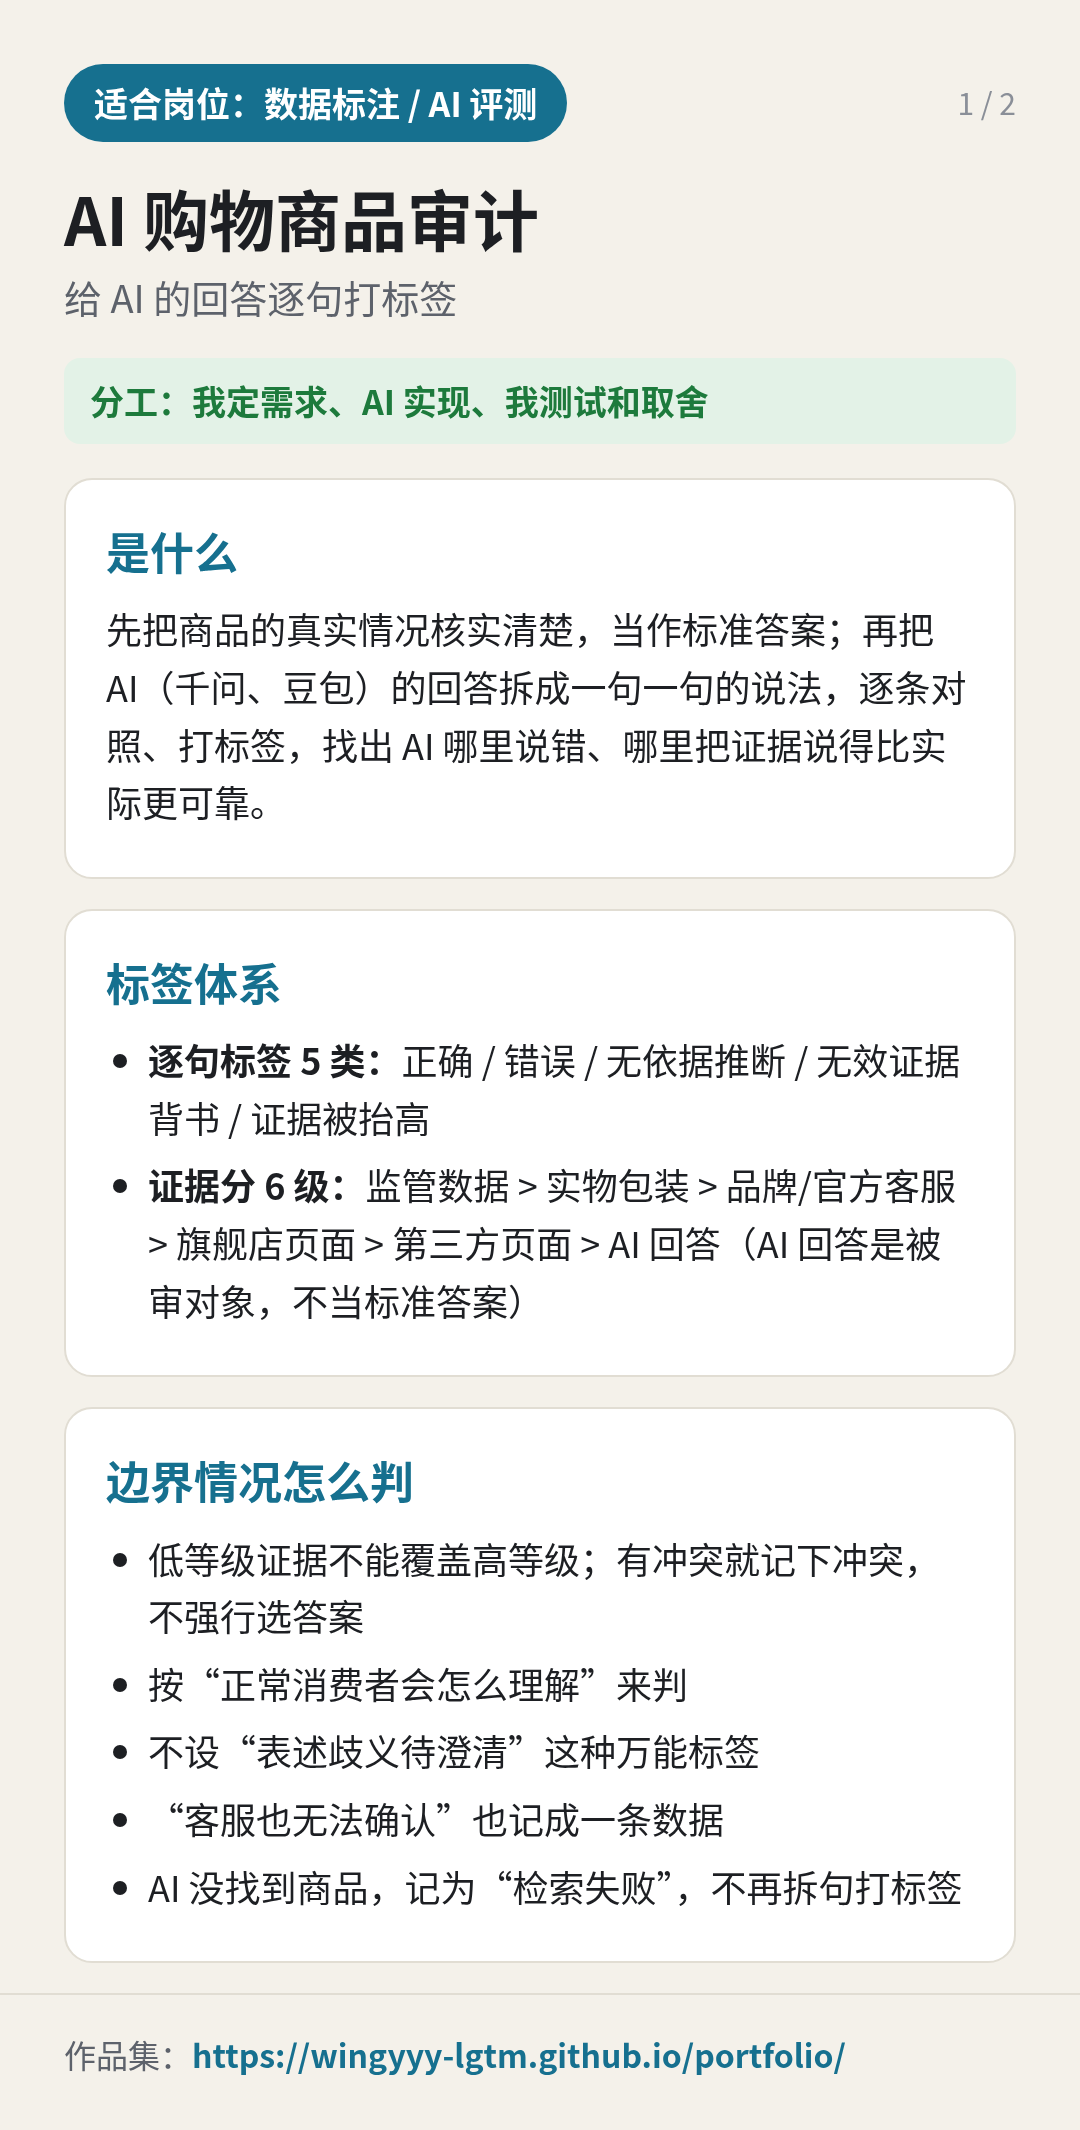 适合岗位：数据标注 / AI 评测
1 / 2
AI 购物商品审计
给 AI 的回答逐句打标签
分工：我定需求、AI 实现、我测试和取舍
是什么
先把商品的真实情况核实清楚，当作标准答案；再把
AI（千问、豆包）的回答拆成一句一句的说法，逐条对
照、打标签，找出 AI 哪里说错、哪里把证据说得比实
际更可靠。
标签体系
• 逐句标签 5 类：正确 / 错误 / 无依据推断 / 无效证据
背书 / 证据被抬高
• 证据分 6 级：监管数据 > 实物包装 > 品牌/官方客服
> 旗舰店页面 > 第三方页面 > AI 回答（AI 回答是被
审对象，不当标准答案）
边界情况怎么判
• 低等级证据不能覆盖高等级；有冲突就记下冲突，
不强行选答案
• 按“正常消费者会怎么理解”来判
• 不设“表述歧义待澄清”这种万能标签
• “客服也无法确认”也记成一条数据
• AI 没找到商品，记为“检索失败”，不再拆句打标签
作品集：https://wingyyy-lgtm.github.io/portfolio/